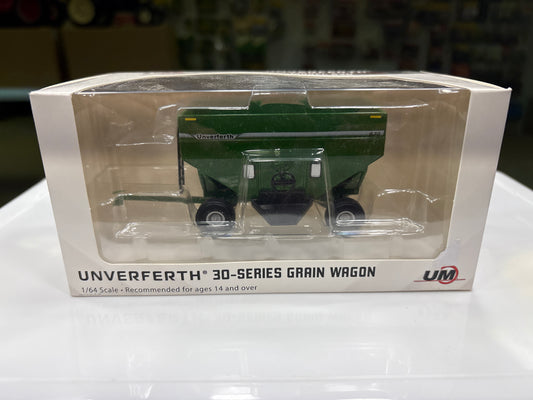 Unverferth
UNVERFERTH® 30-SERIES GRAIN WAGON
1/64 Scale • Recommended for ages 14 and over
UM